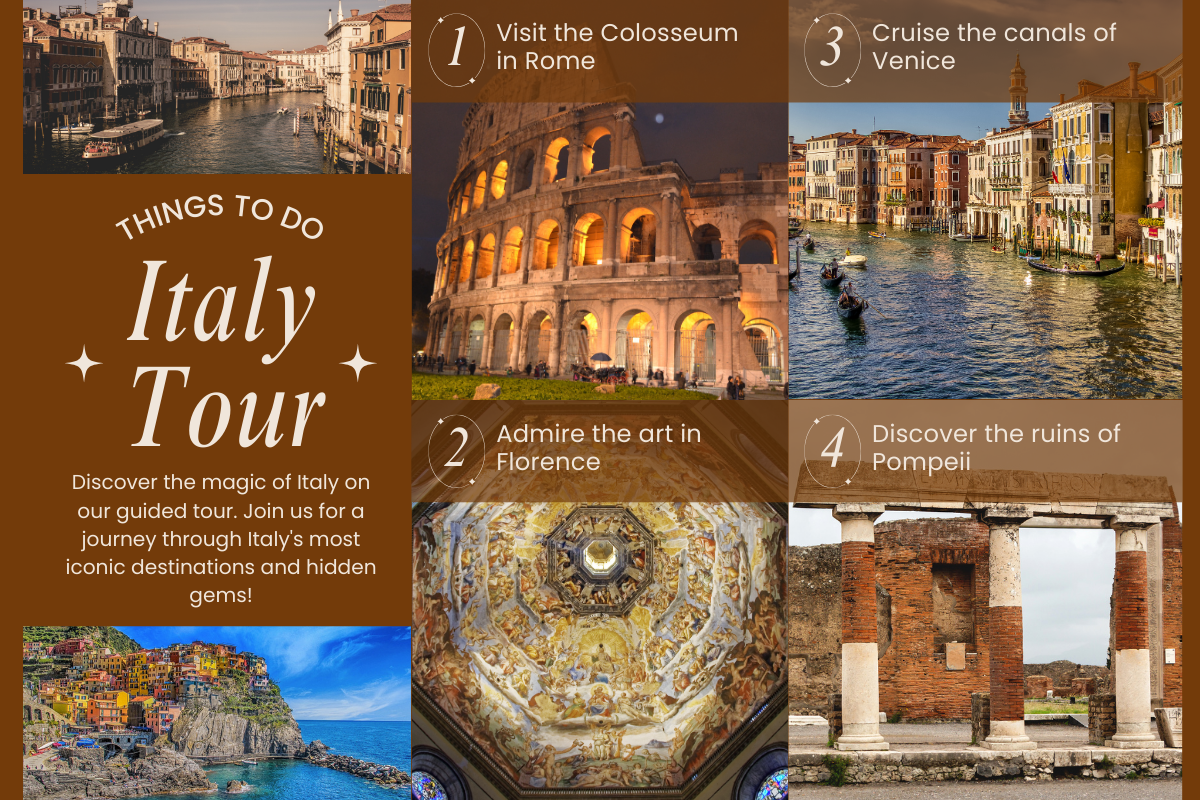 THINGS TO DO
Italy
Tour
Discover the magic of Italy on
our guided tour. Join us for a
journey through Italy's most
iconic destinations and hidden
gems!
1
Visit the Colosseum
in Rome
2
Admire the art in
Florence
3
Cruise the canals of
Venice
4
Discover the ruins of
Pompeii